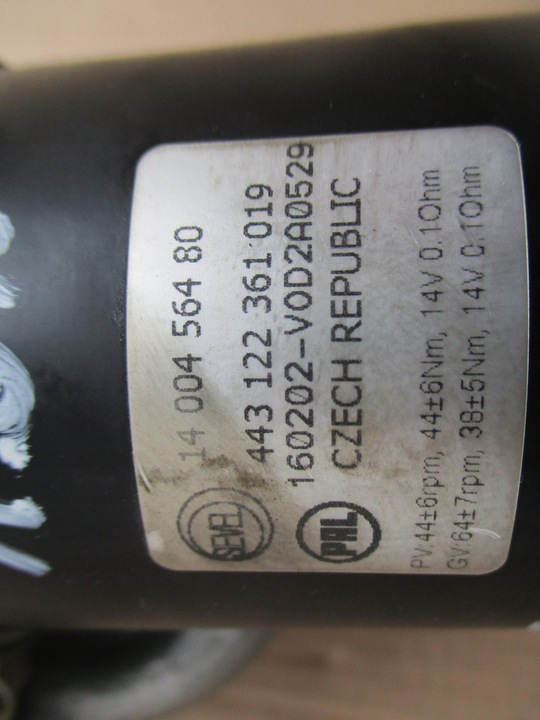 14 004 564 80
SEVEL
443 122 361 019
160202-VOD2A0529
PAL
CZECH REPUBLIC
PV:44±6rpm, 44±6Nm, 14V 0.1Ohm
GV:64±7rpm, 38±5Nm, 14V 0.1Ohm